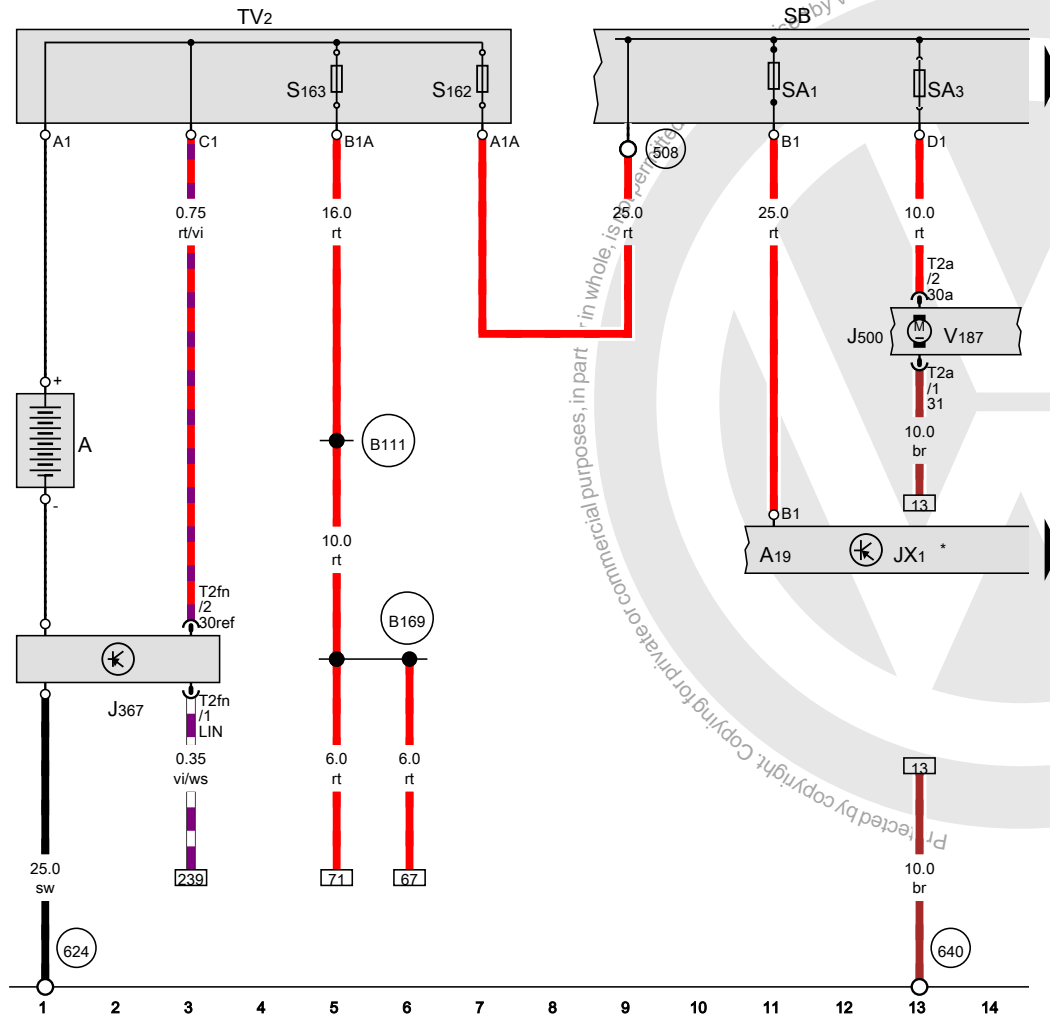 TV2
SB
S163
S162
SA1
SA3
A1
C1
B1A
A1A
508
B1
D1
0.75
rt/vi
16.0
rt
25.0
rt
25.0
rt
10.0
rt
T2a
/2
30a
J500
M
V187
T2a
/1
31
+
A
-
B111
10.0
br
13
B1
A19
JX1 *
10.0
rt
T2fn
/2
30ref
B169
J367
T2fn
/1
LIN
0.35
vi/ws
6.0
rt
6.0
rt
13
25.0
sw
239
71
67
10.0
br
624
640
1 2 3 4 5 6 7 8 9 10 11 12 13 14
Protected by copyright. Copying for private or commercial purposes, in part or in whole, is not permitted